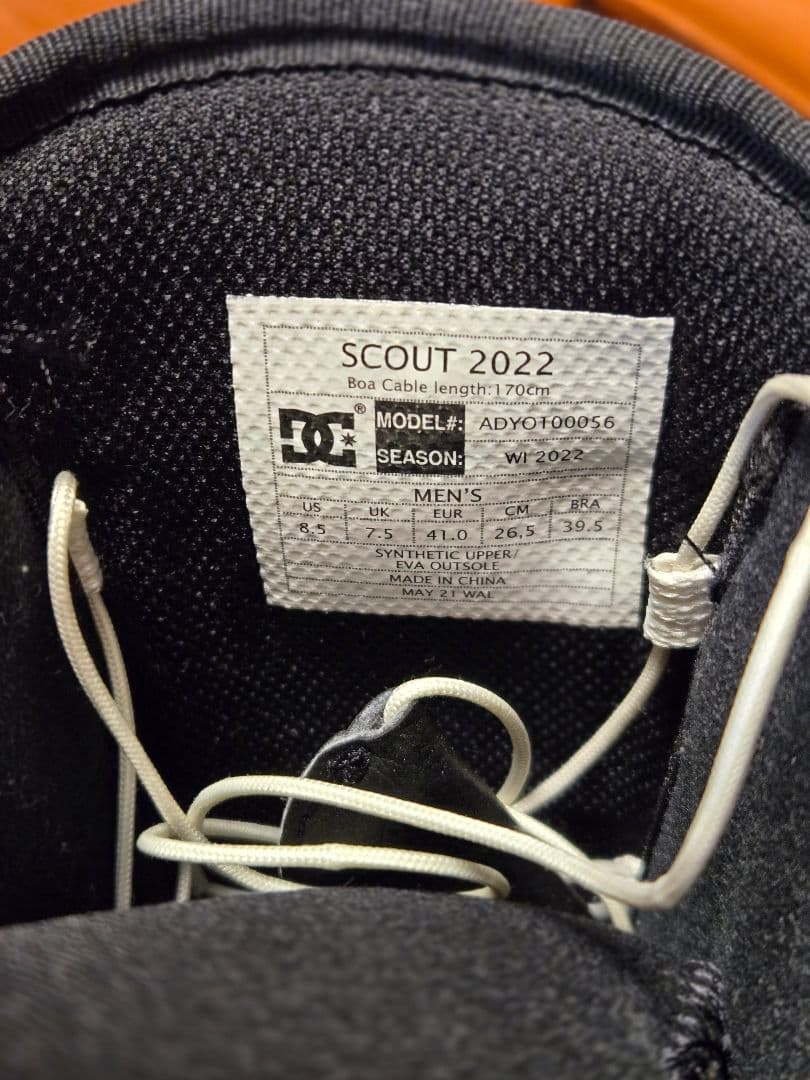 SCOUT 2022
Boa Cable length:170cm
DC ®
MODEL#: ADYO100056
SEASON: WI 2022
MEN'S
US UK EUR CM BRA
8.5 7.5 41.0 26.5 39.5
SYNTHETIC UPPER/
EVA OUTSOLE
MADE IN CHINA
MAY 21 WAL